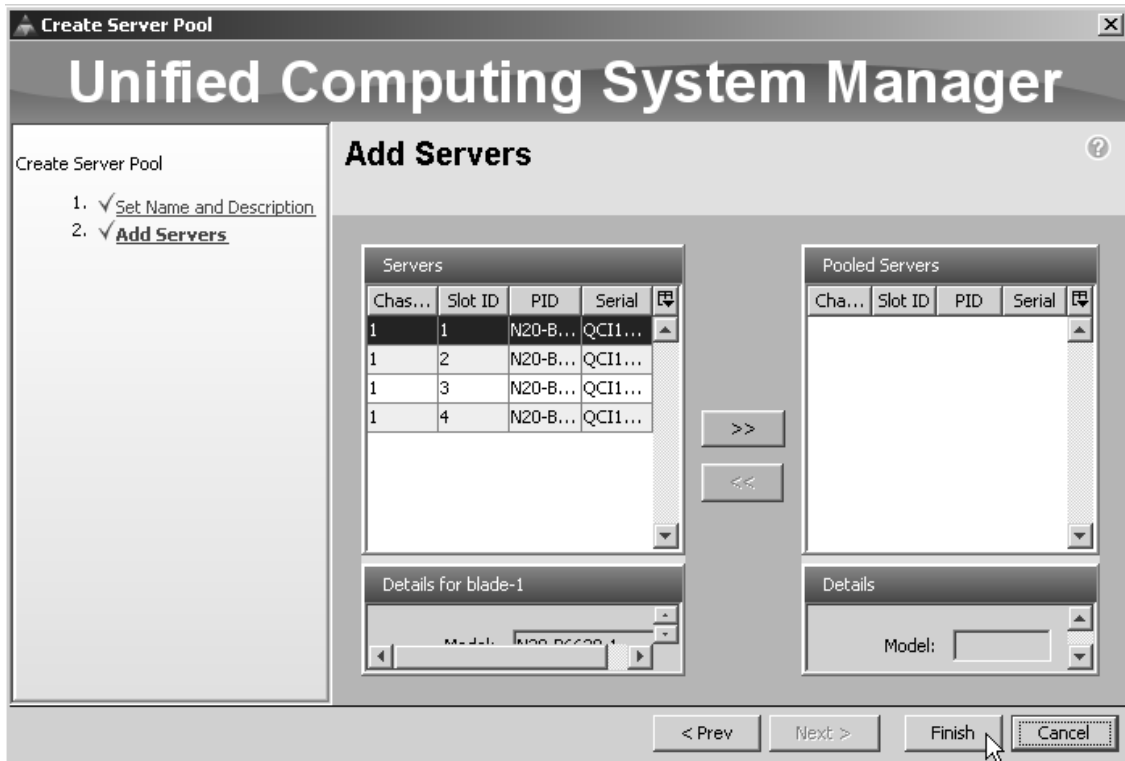 Create Server Pool
Unified Computing System Manager
Create Server Pool
1. Set Name and Description
2. Add Servers
Add Servers
Servers
Chas... Slot ID PID Serial
1 1 N20-B... QCI1...
1 2 N20-B... QCI1...
1 3 N20-B... QCI1...
1 4 N20-B... QCI1...
>>
<<
Pooled Servers
Cha... Slot ID PID Serial
Details for blade-1
Model:
Details
Model:
< Prev Next > Finish Cancel